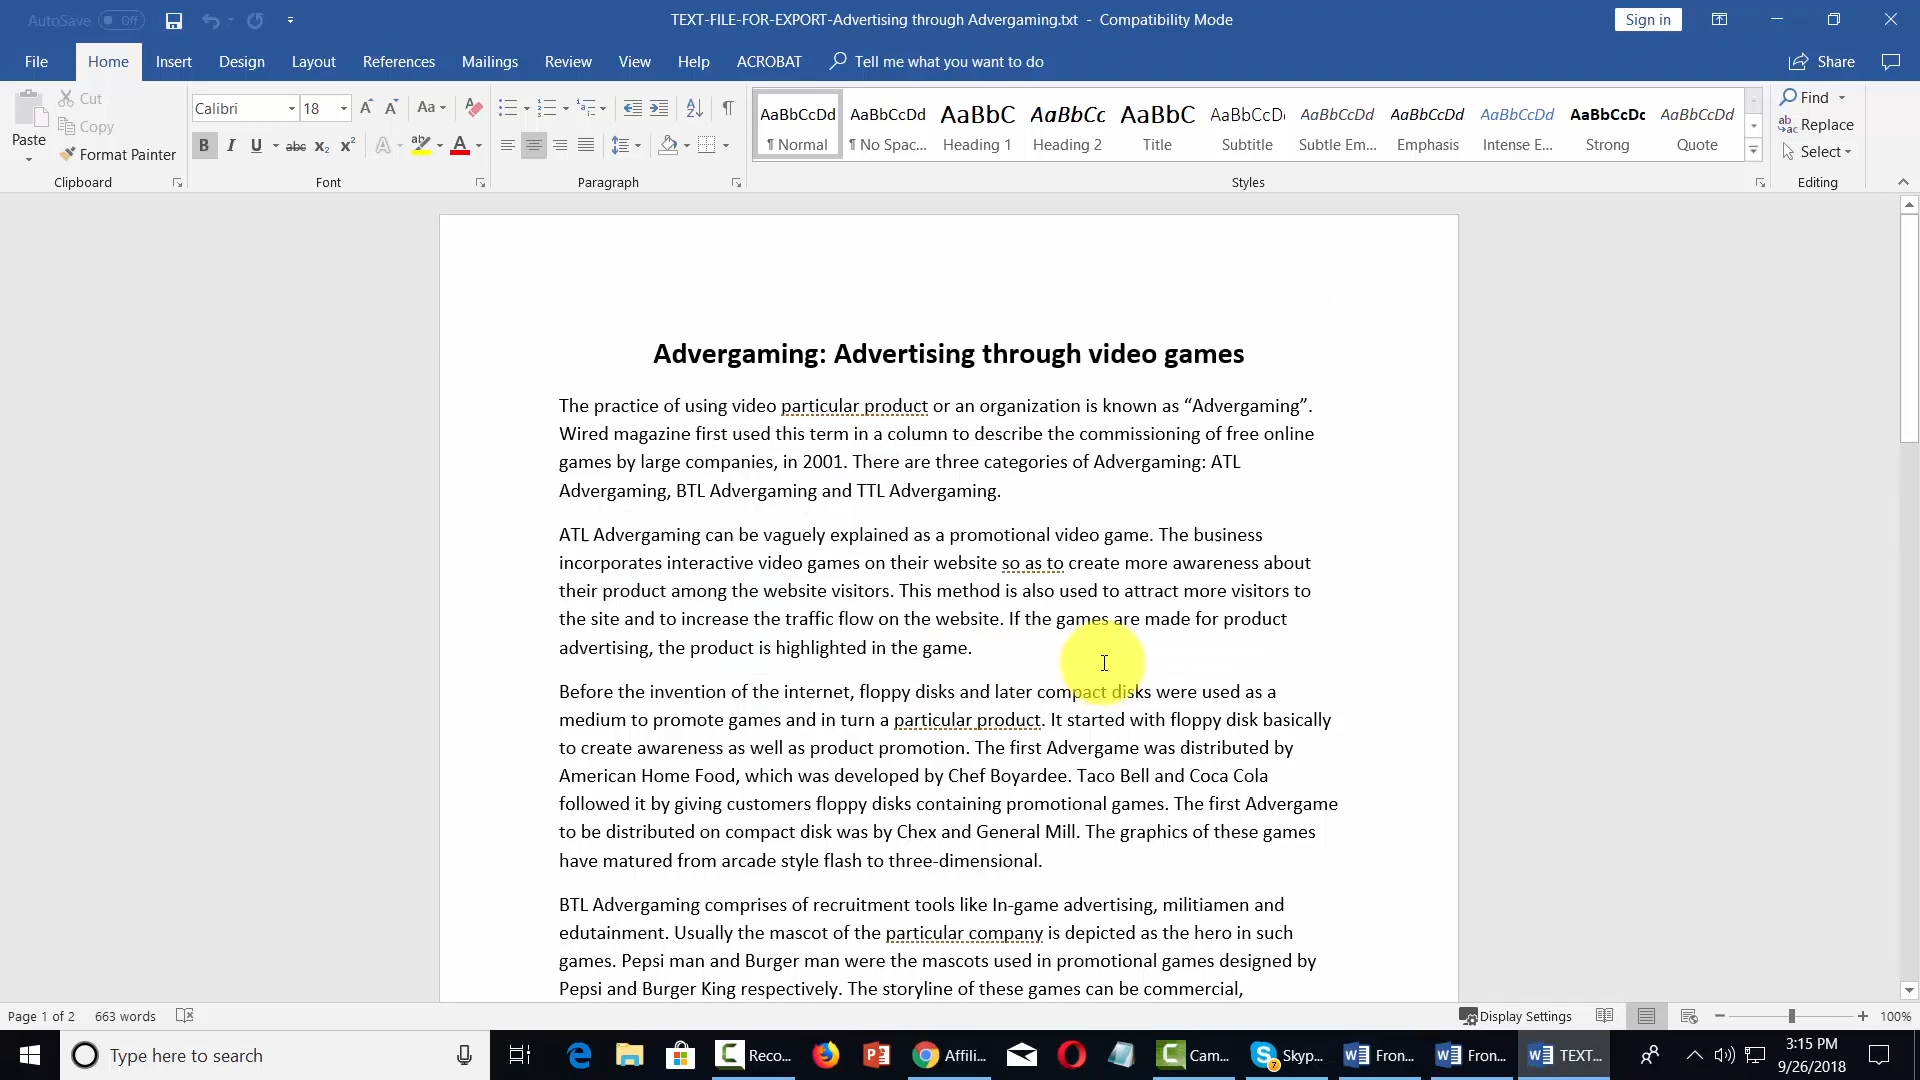 AutoSave Off
TEXT-FILE-FOR-EXPORT-Advertising through Advergaming.txt - Compatibility Mode
Sign in
File Home Insert Design Layout References Mailings Review View Help ACROBAT Tell me what you want to do
Share
Paste
Cut
Copy
Format Painter
Clipboard
Calibri 18
Aa
B I U abc x₂ x² A A
Font
Paragraph
AaBbCcDd AaBbCcDd AaBbC AaBbCc AaBbC AaBbCcD AaBbCcDd AaBbCcDd AaBbCcDd AaBbCcDc AaBbCcDd
¶ Normal ¶ No Spac... Heading 1 Heading 2 Title Subtitle Subtle Em... Emphasis Intense E... Strong Quote
Styles
Find
Replace
Select
Editing
Advergaming: Advertising through video games
The practice of using video particular product or an organization is known as “Advergaming”.
Wired magazine first used this term in a column to describe the commissioning of free online
games by large companies, in 2001. There are three categories of Advergaming: ATL
Advergaming, BTL Advergaming and TTL Advergaming.
ATL Advergaming can be vaguely explained as a promotional video game. The business
incorporates interactive video games on their website so as to create more awareness about
their product among the website visitors. This method is also used to attract more visitors to
the site and to increase the traffic flow on the website. If the games are made for product
advertising, the product is highlighted in the game.
Before the invention of the internet, floppy disks and later compact disks were used as a
medium to promote games and in turn a particular product. It started with floppy disk basically
to create awareness as well as product promotion. The first Advergame was distributed by
American Home Food, which was developed by Chef Boyardee. Taco Bell and Coca Cola
followed it by giving customers floppy disks containing promotional games. The first Advergame
to be distributed on compact disk was by Chex and General Mill. The graphics of these games
have matured from arcade style flash to three-dimensional.
BTL Advergaming comprises of recruitment tools like In-game advertising, militiamen and
edutainment. Usually the mascot of the particular company is depicted as the hero in such
games. Pepsi man and Burger man were the mascots used in promotional games designed by
Pepsi and Burger King respectively. The storyline of these games can be commercial,
Page 1 of 2 663 words
Display Settings
100%
Type here to search
Reco... Affili... Cam... Skyp... Fron... Fron... TEXT...
3:15 PM
9/26/2018